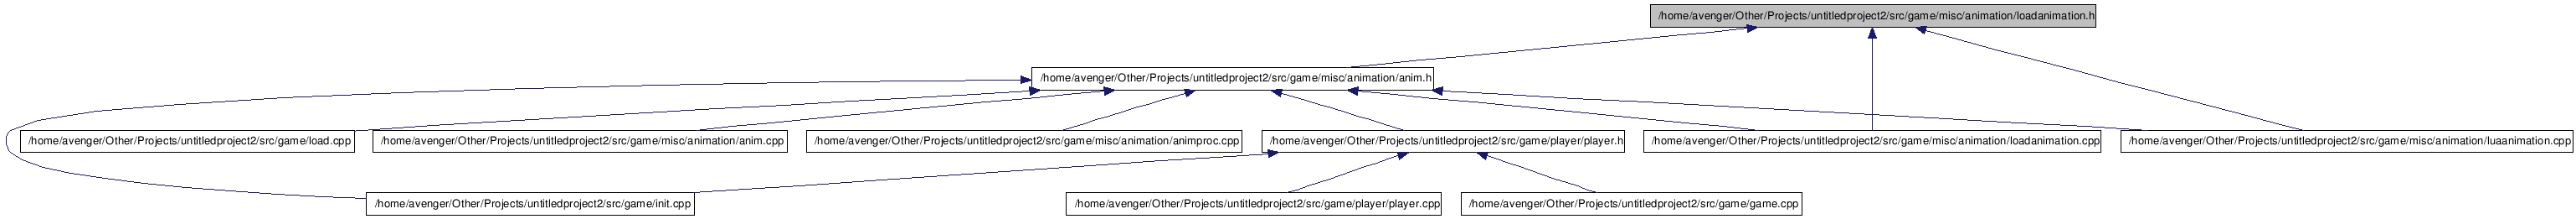 /home/avenger/Other/Projects/untitledproject2/src/game/misc/animation/loadanimation.h
/home/avenger/Other/Projects/untitledproject2/src/game/misc/animation/anim.h
/home/avenger/Other/Projects/untitledproject2/src/game/load.cpp
/home/avenger/Other/Projects/untitledproject2/src/game/misc/animation/anim.cpp
/home/avenger/Other/Projects/untitledproject2/src/game/misc/animation/animproc.cpp
/home/avenger/Other/Projects/untitledproject2/src/game/player/player.h
/home/avenger/Other/Projects/untitledproject2/src/game/misc/animation/loadanimation.cpp
/home/avenger/Other/Projects/untitledproject2/src/game/misc/animation/luaanimation.cpp
/home/avenger/Other/Projects/untitledproject2/src/game/init.cpp
/home/avenger/Other/Projects/untitledproject2/src/game/player/player.cpp
/home/avenger/Other/Projects/untitledproject2/src/game/game.cpp